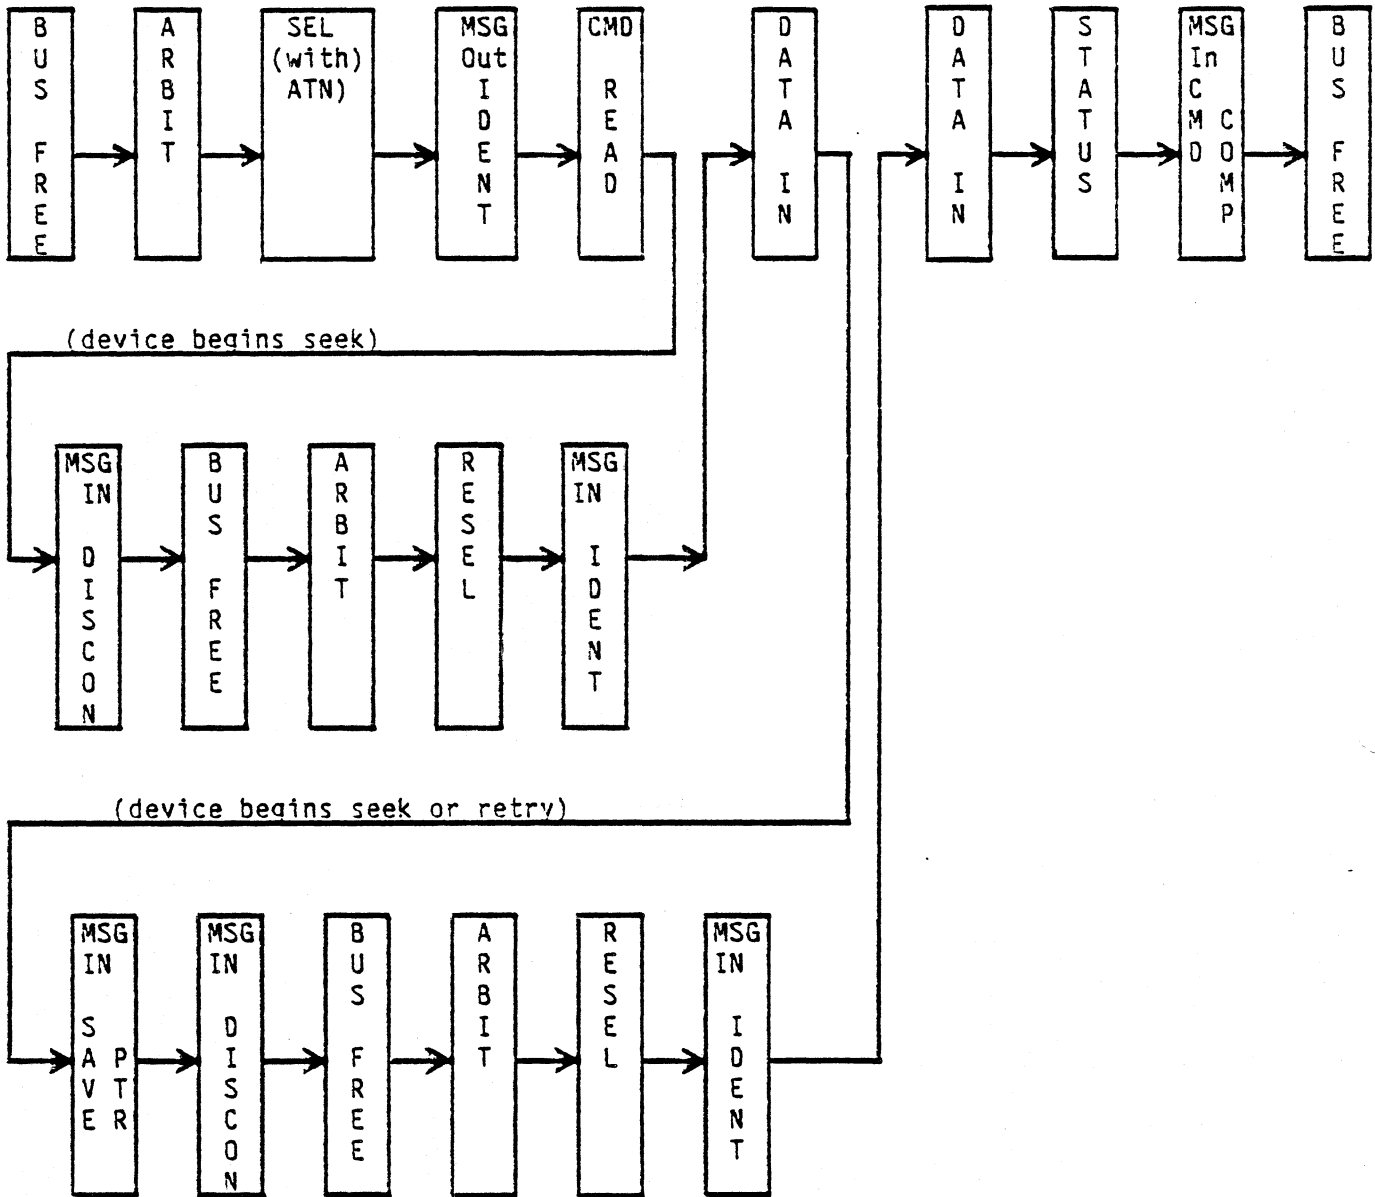 BUS FREE
ARBIT
SEL
(with)
ATN)
MSG
Out
IDENT
CMD
READ
DATA IN
DATA IN
STATUS
MSG
In
CMD COMP
BUS FREE
(device begins seek)
MSG
IN
DISCON
BUS FREE
ARBIT
RESEL
MSG
IN
IDENT
(device begins seek or retry)
MSG
IN
SAVE PTR
MSG
IN
DISCON
BUS FREE
ARBIT
RESEL
MSG
IN
IDENT